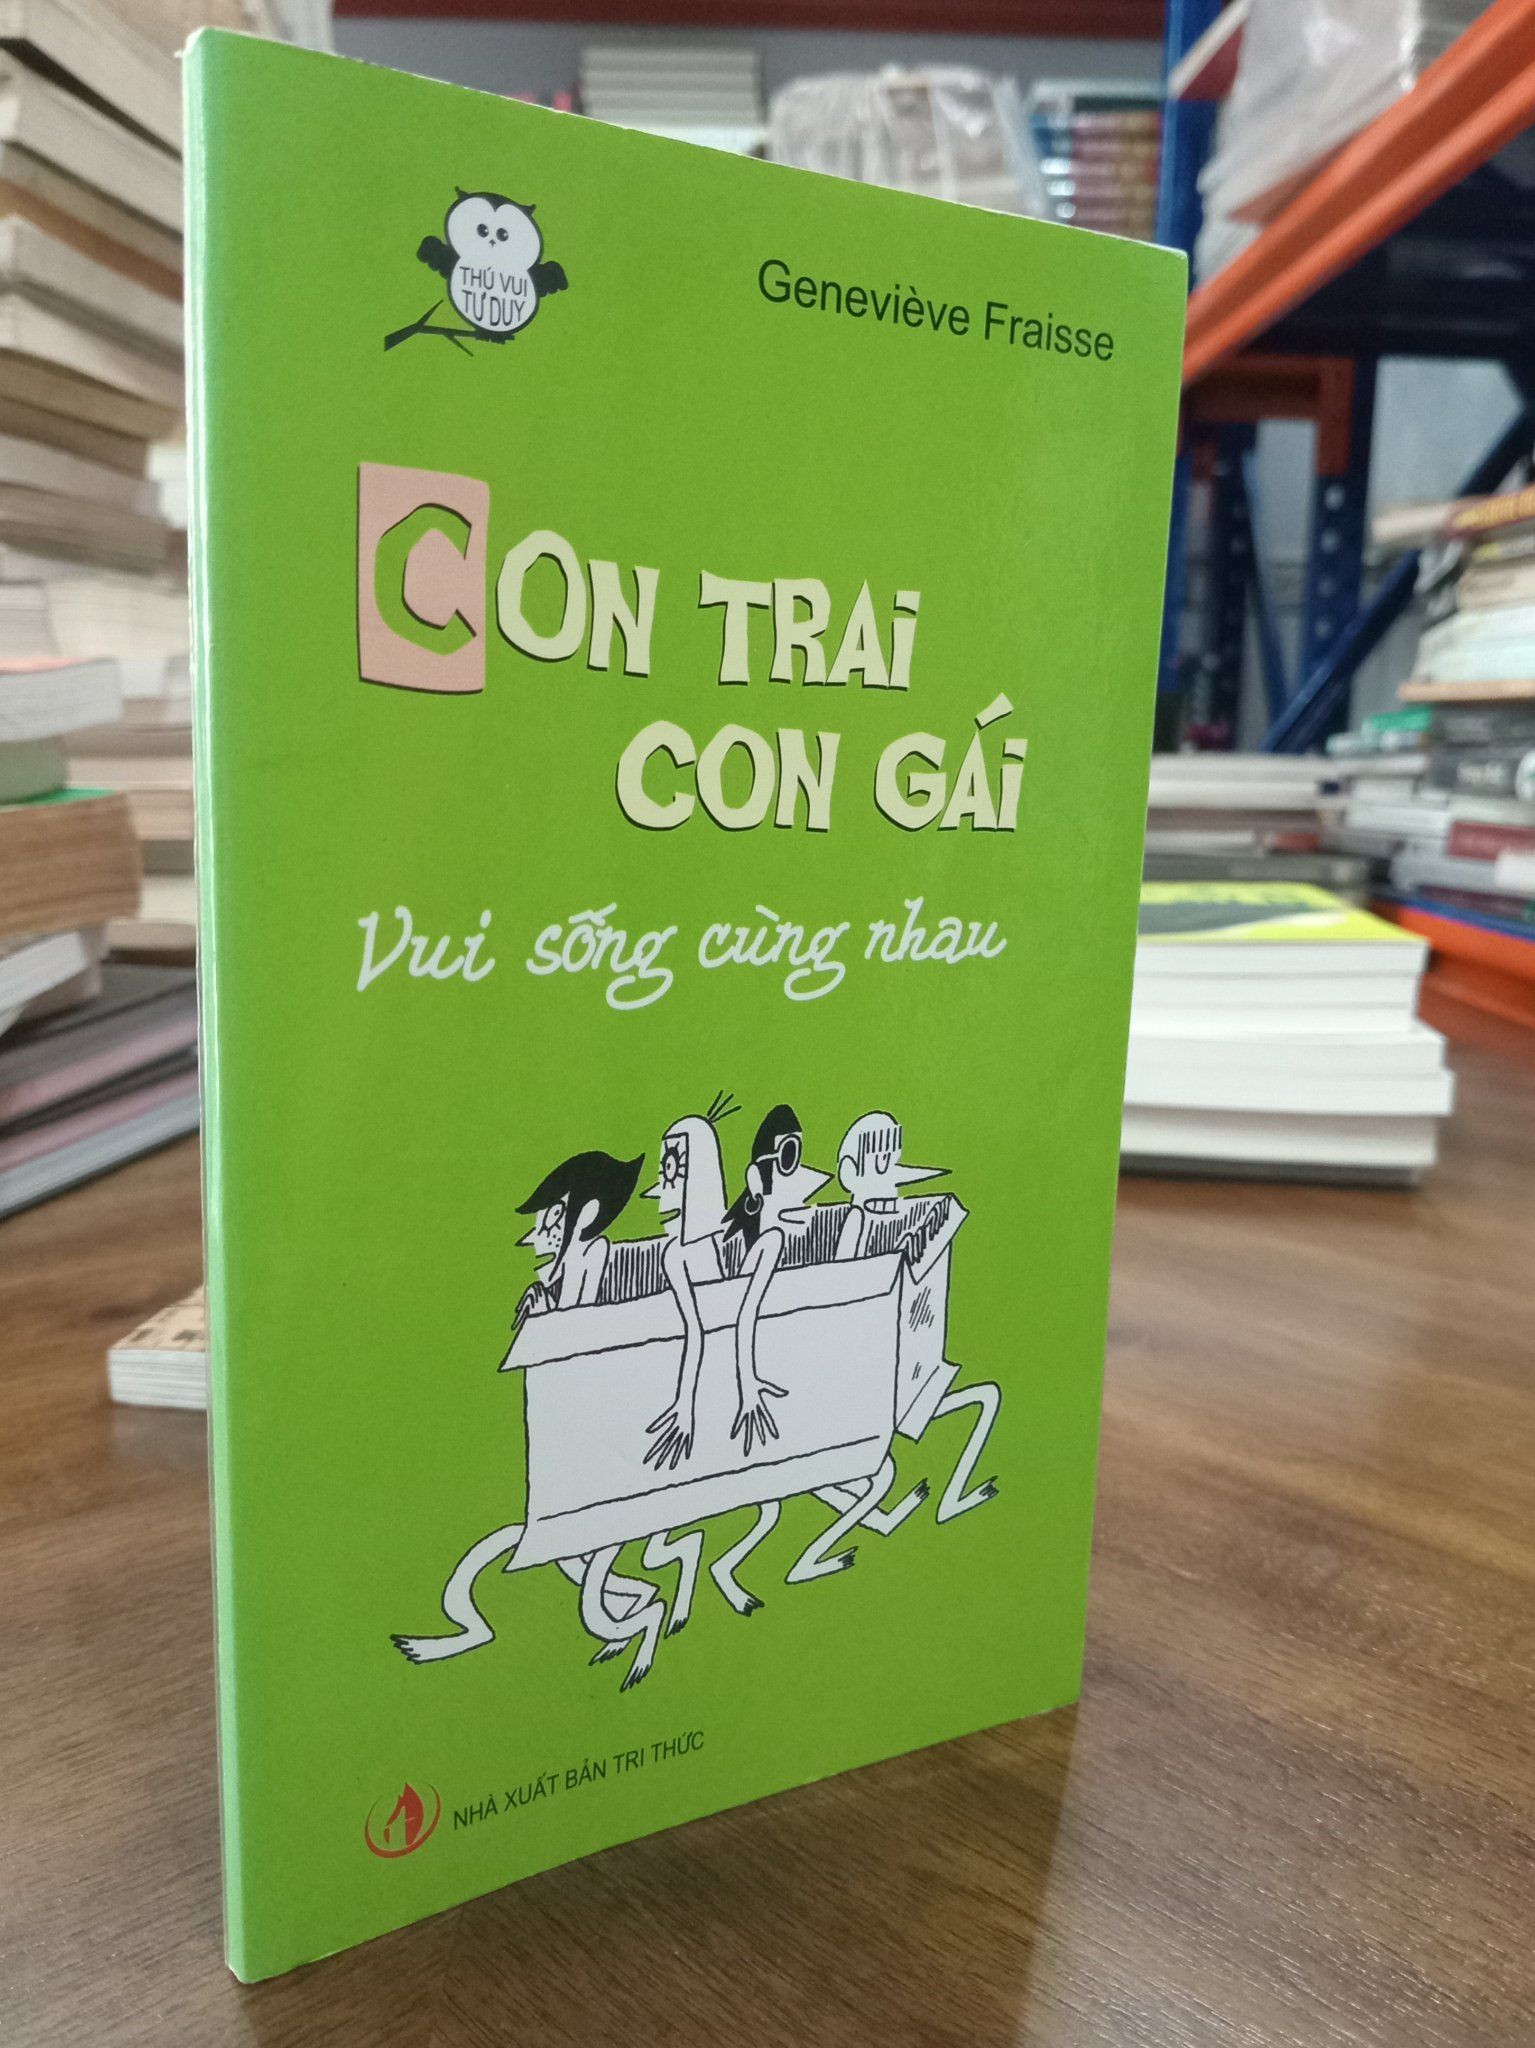 THÚ VUI
TƯ DUY
Geneviève Fraisse
CON TRAI
CON GÁI
Vui sống cùng nhau
NHÀ XUẤT BẢN TRI THỨC